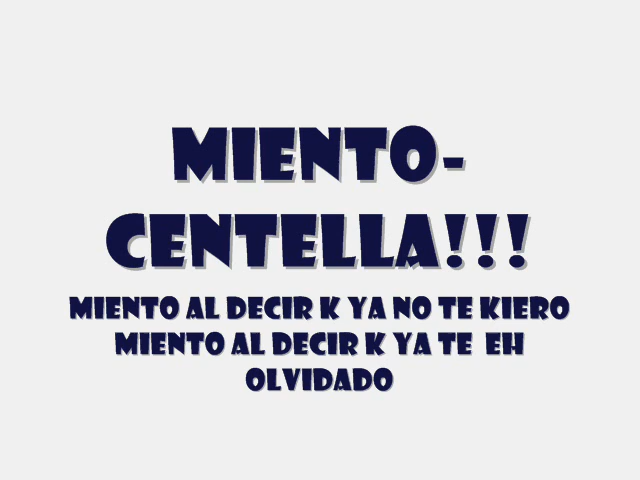 MIENTO-
CENTELLA!!!
MIENTO AL DECIR K YA NO TE KIERO
MIENTO AL DECIR K YA TE EH
OLVIDADO